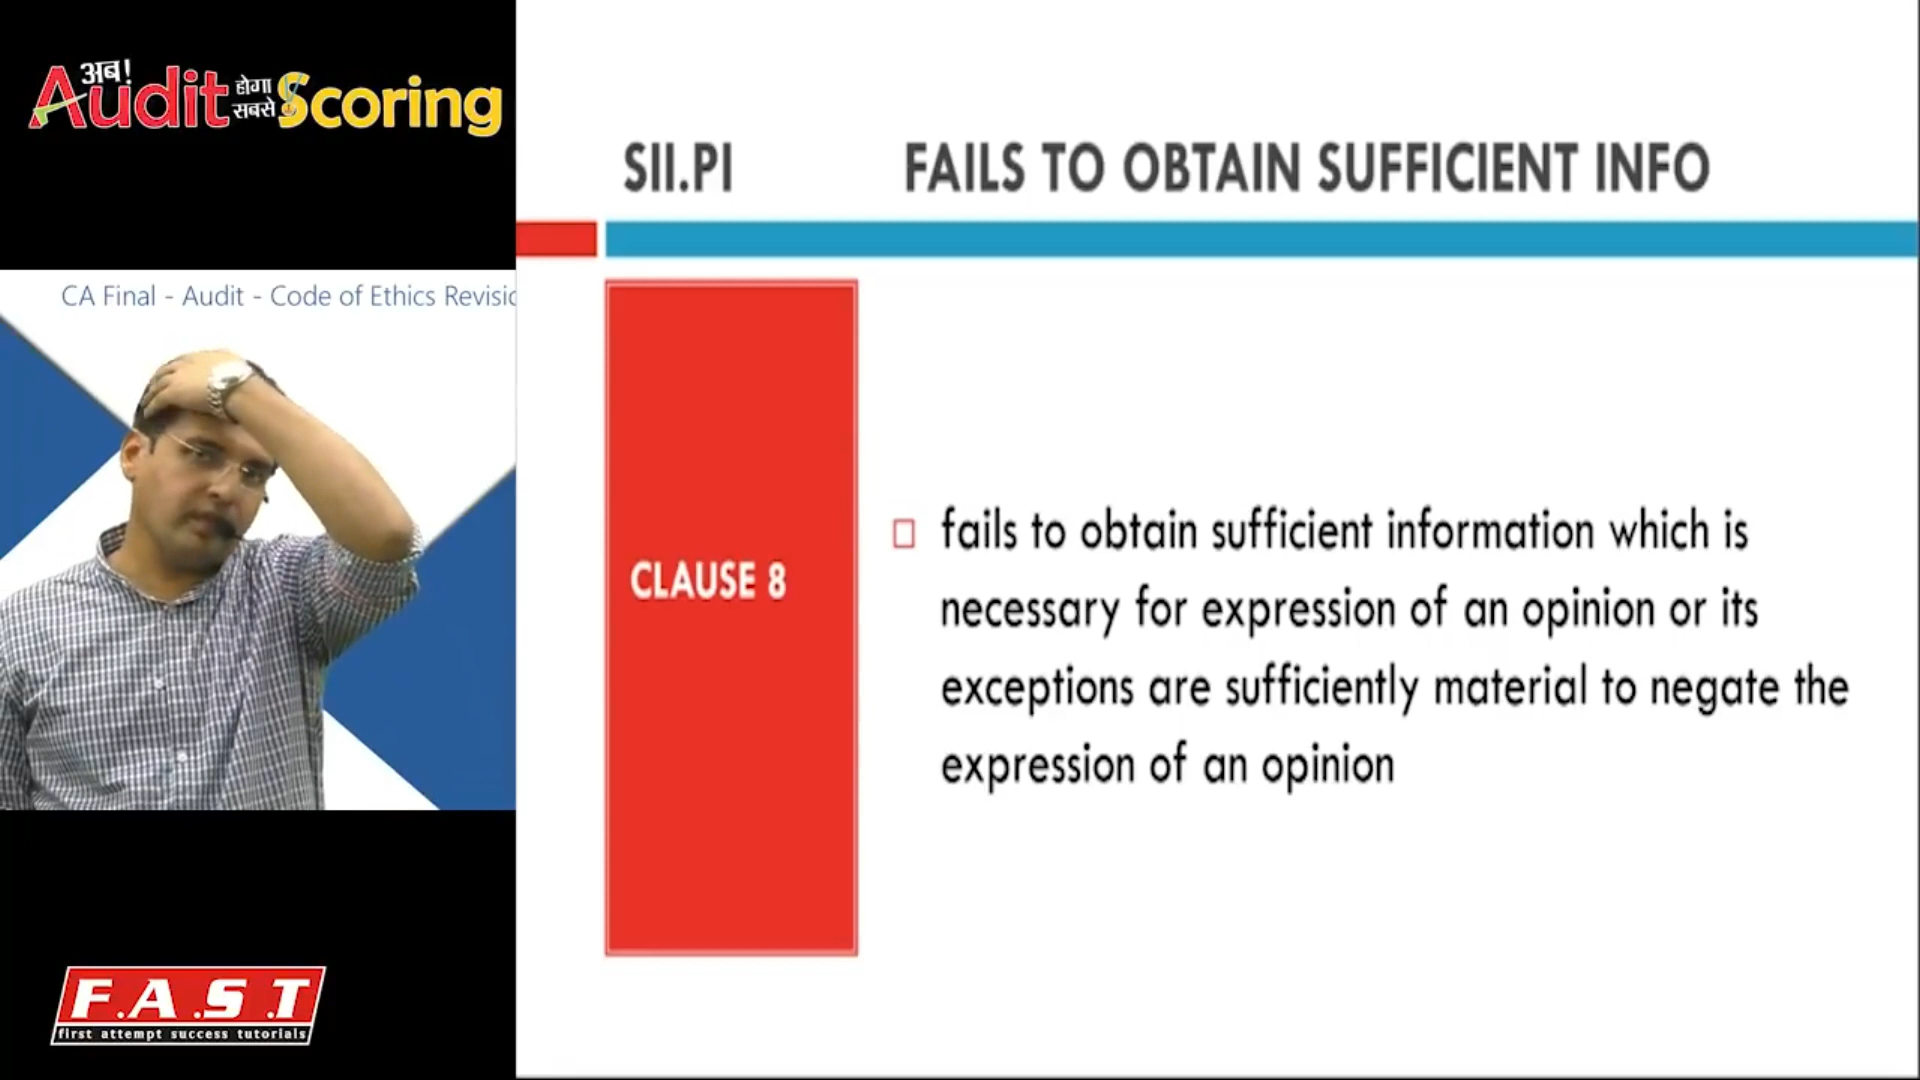 अब!
Audit होगा सबसे Scoring
CA Final - Audit - Code of Ethics Revisio
F.A.S.T
first attempt success tutorials
SII.PI FAILS TO OBTAIN SUFFICIENT INFO
CLAUSE 8
fails to obtain sufficient information which is
necessary for expression of an opinion or its
exceptions are sufficiently material to negate the
expression of an opinion